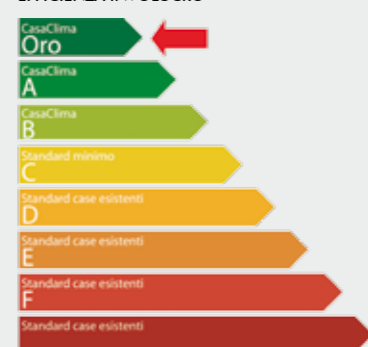 CasaClima
Oro
CasaClima
A
CasaClima
B
Standard minimo
C
Standard case esistenti
D
Standard case esistenti
E
Standard case esistenti
F
Standard case esistenti